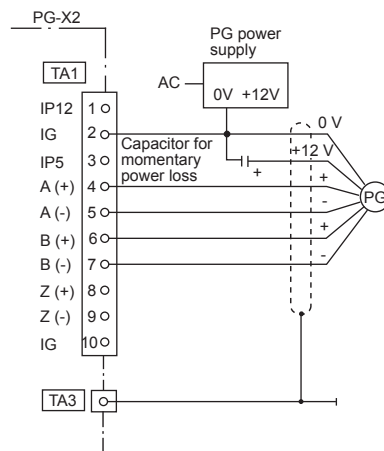 PG-X2
PG power
supply
TA1
AC
0V +12V
IP12 1
0 V
IG 2
Capacitor for
momentary
power loss
+12 V
IP5 3
+
A (+) 4
+
PG
A (-) 5
-
B (+) 6
+
B (-) 7
-
Z (+) 8
Z (-) 9
IG 10
TA3